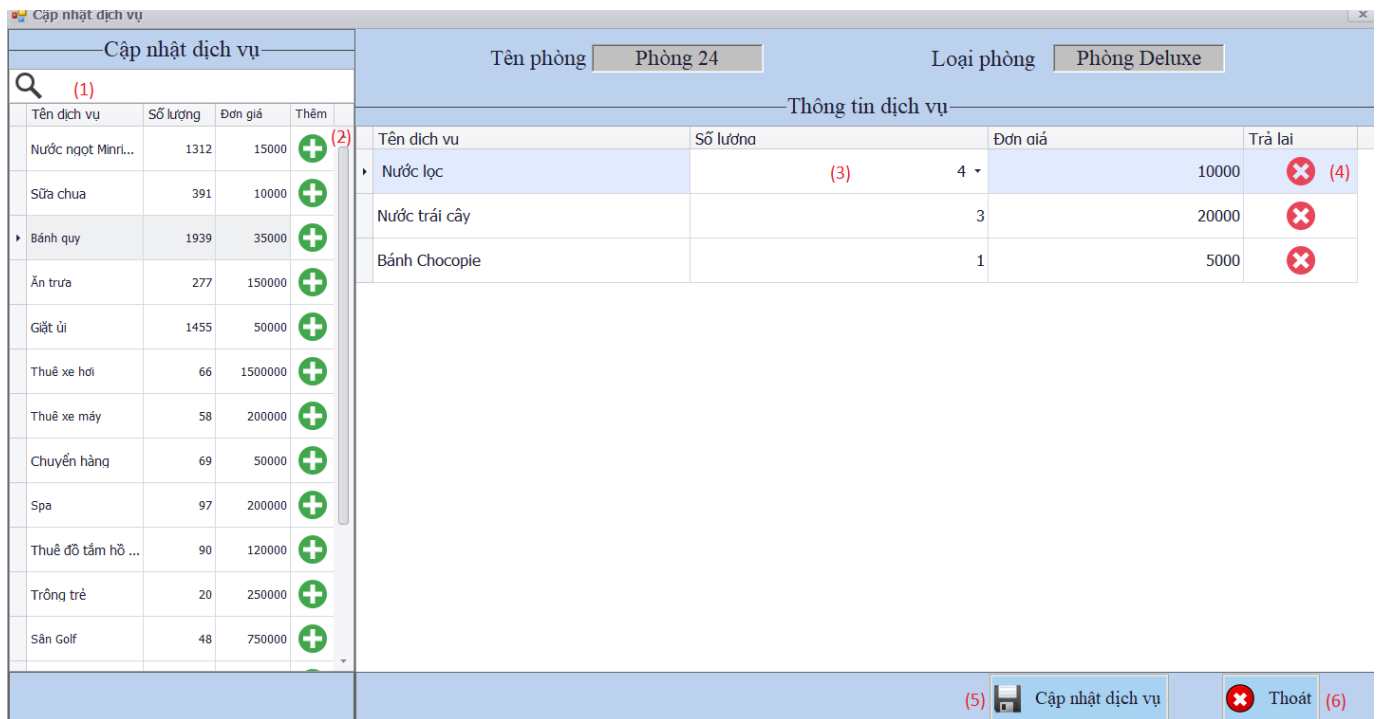 Cập nhật dịch vụ
Cập nhật dịch vụ
(1)
Tên dịch vụ Số lượng Đơn giá Thêm
Nước ngọt Minri... 1312 15000 (2)
Sữa chua 391 10000
Bánh quy 1939 35000
Ăn trưa 277 150000
Giặt ủi 1455 50000
Thuê xe hơi 66 1500000
Thuê xe máy 58 200000
Chuyển hàng 69 50000
Spa 97 200000
Thuê đồ tắm hồ ... 90 120000
Trông trẻ 20 250000
Sân Golf 48 750000
Tên phòng Phòng 24 Loại phòng Phòng Deluxe
Thông tin dịch vụ
Tên dịch vụ Số lượng Đơn giá Trả lại
Nước lọc (3) 4 10000 (4)
Nước trái cây 3 20000
Bánh Chocopie 1 5000
(5) Cập nhật dịch vụ Thoát (6)